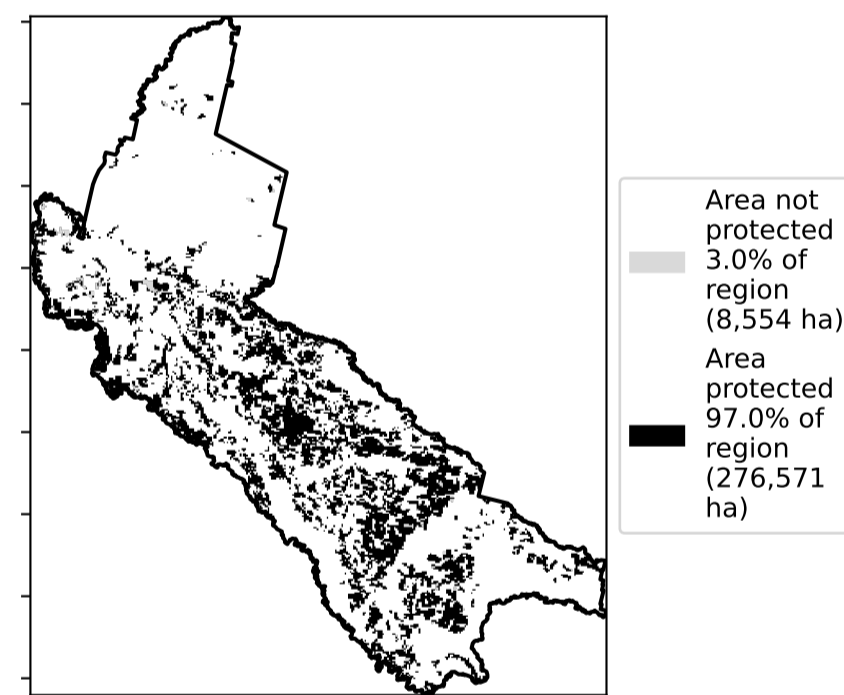 Area not
protected
3.0% of
region
(8,554 ha)
Area
protected
97.0% of
region
(276,571
ha)